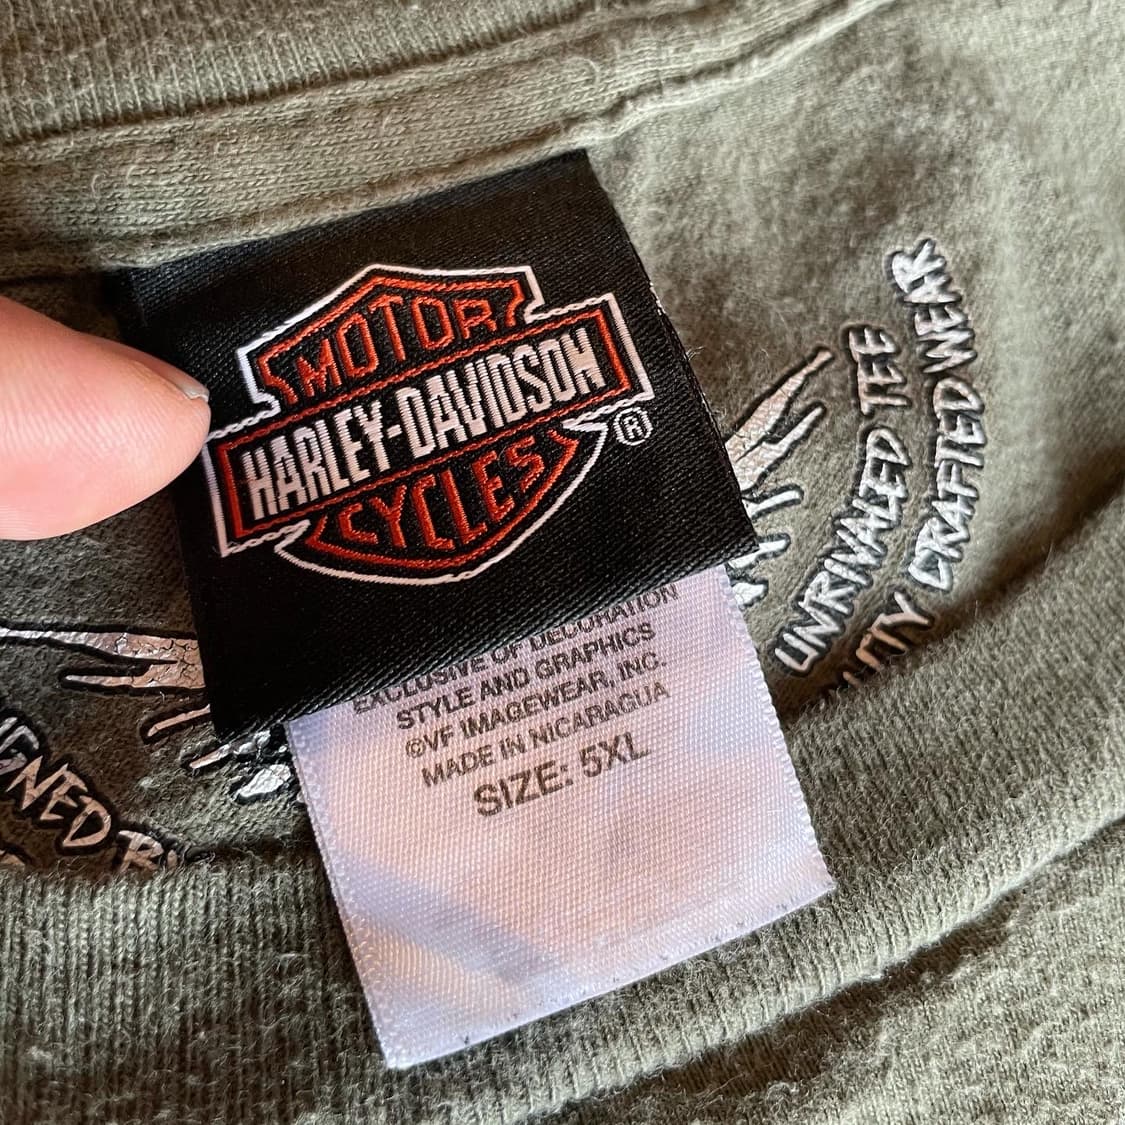 MOTOR
HARLEY-DAVIDSON
CYCLES
®
EXCLUSIVE OF DECORATION
STYLE AND GRAPHICS
©VF IMAGEWEAR, INC.
MADE IN NICARAGUA
SIZE: 5XL
UNRIVALED TEE
CRAFTED WEAR